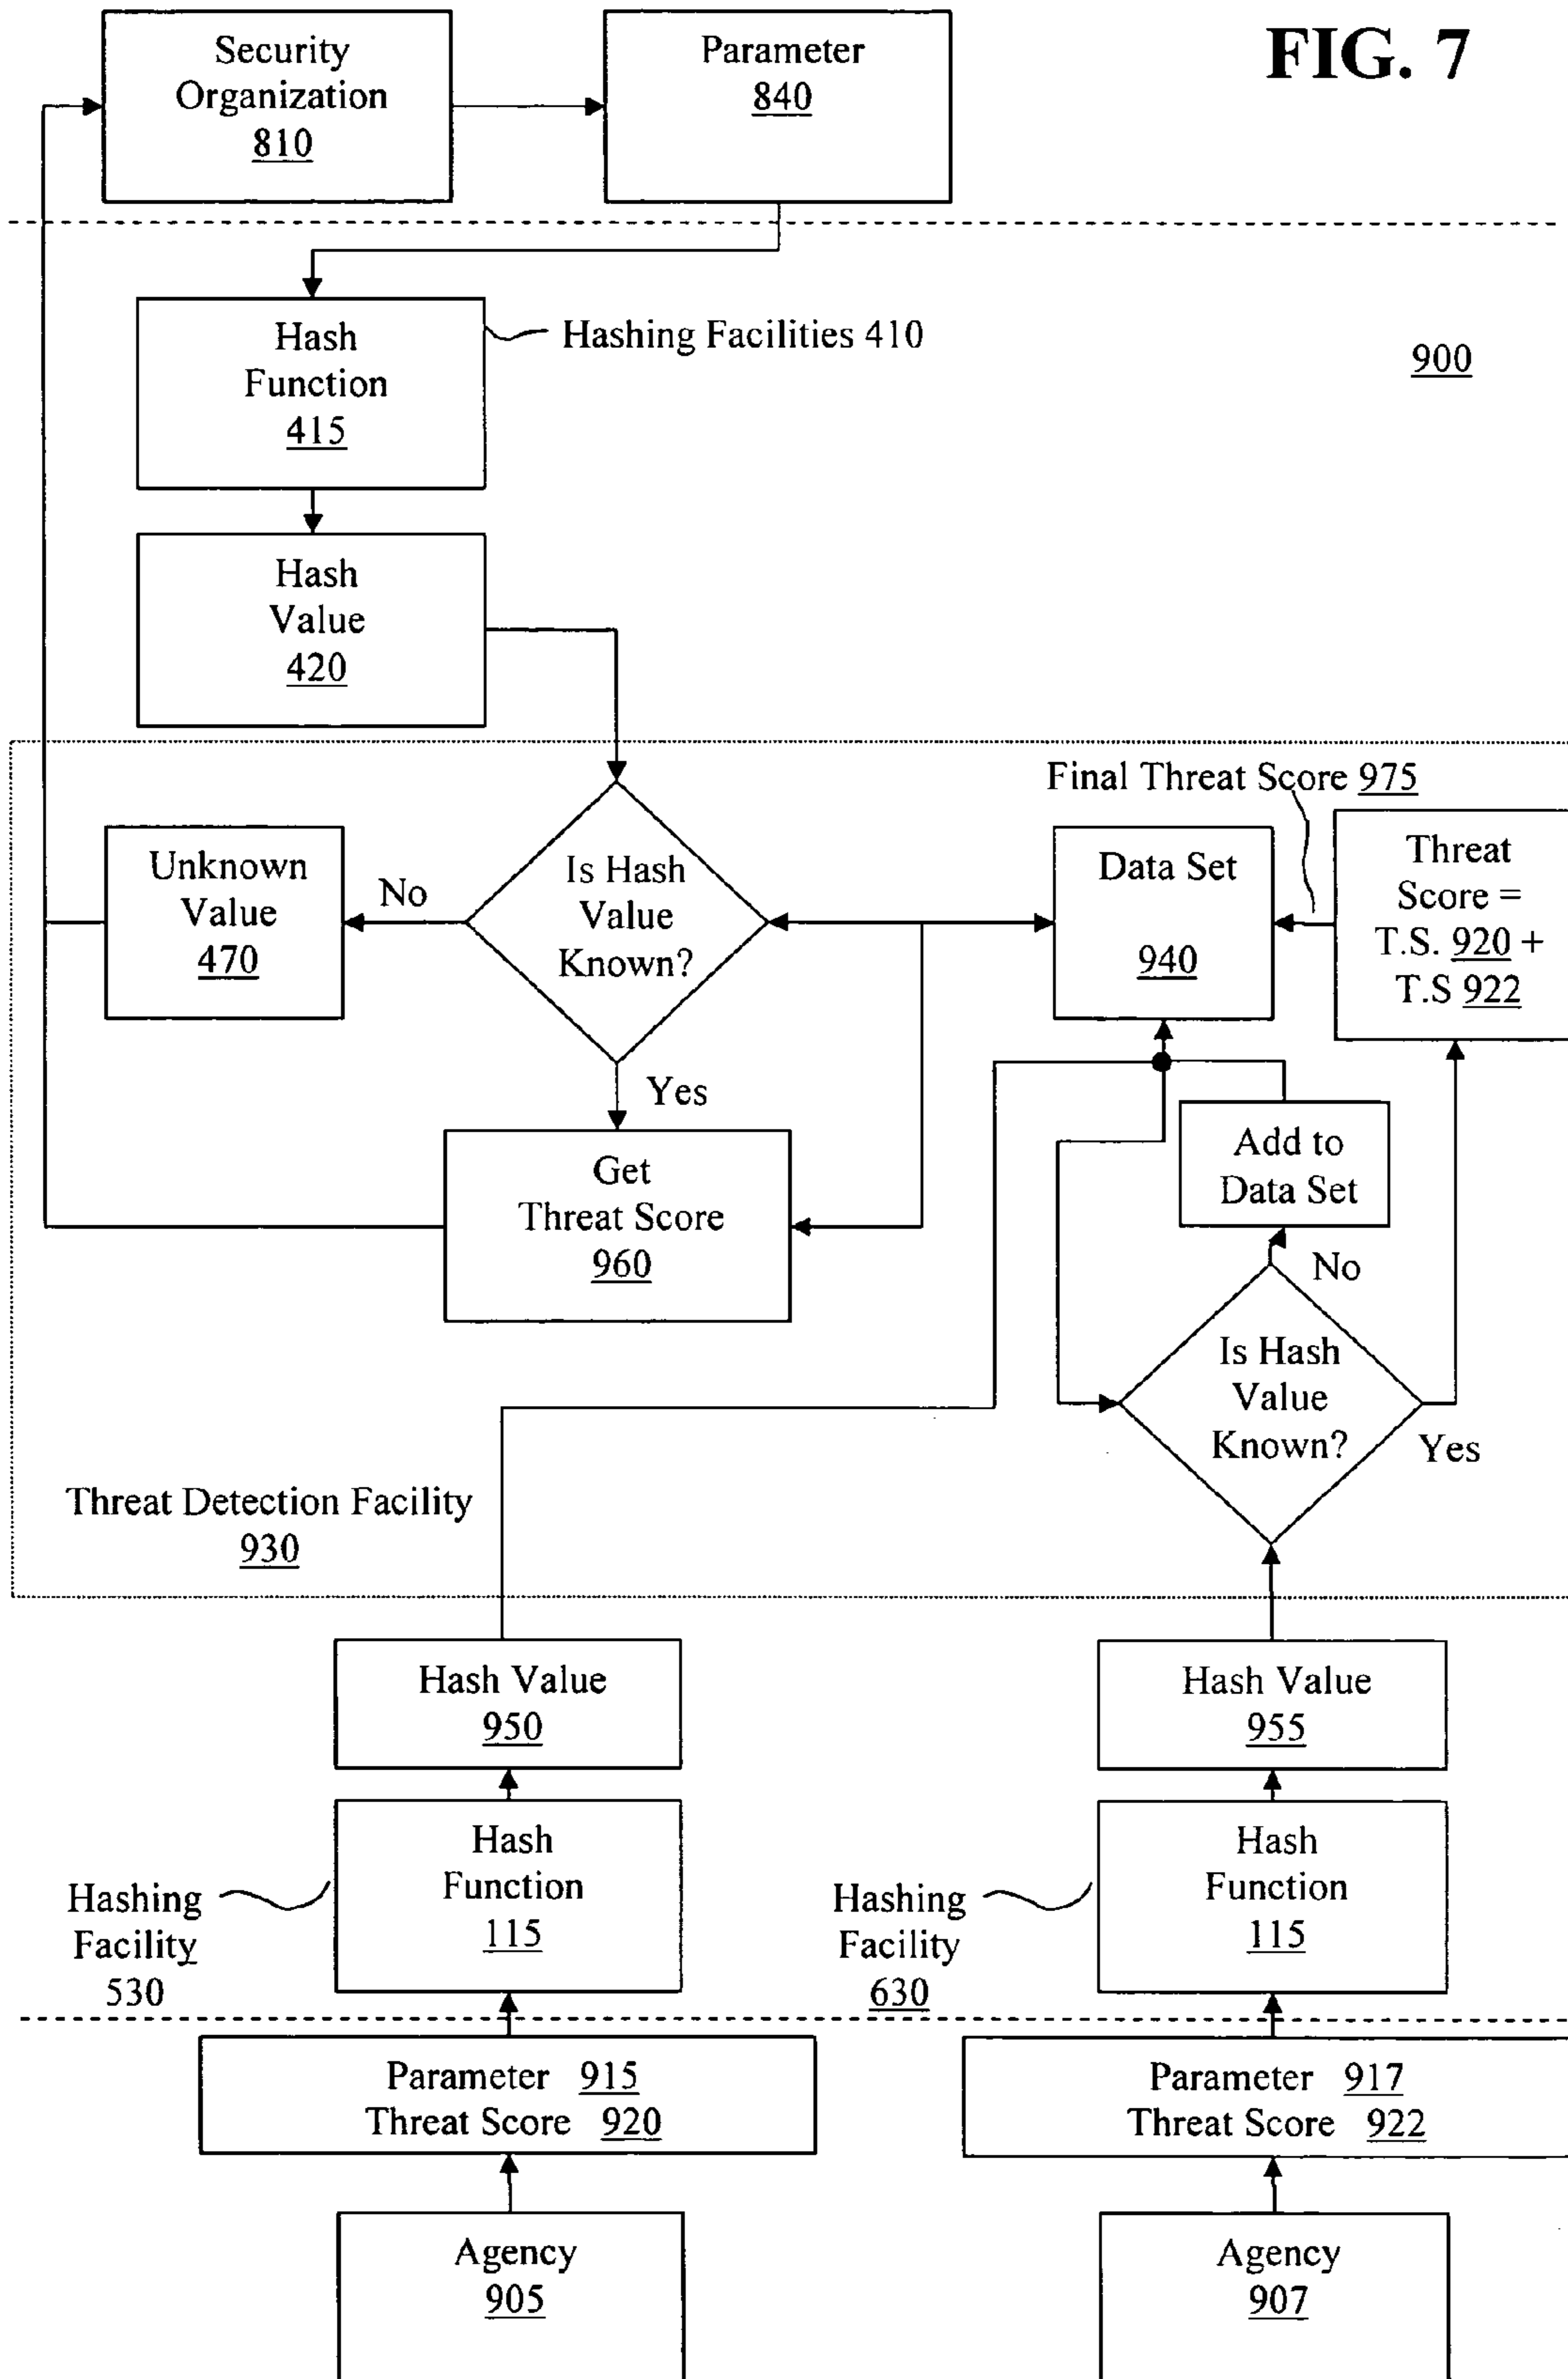 FIG. 7
Security
Organization
810
Parameter
840
Hash
Function
415
Hashing Facilities 410
900
Hash
Value
420
Final Threat Score 975
Unknown
Value
470
No
Is Hash
Value
Known?
Data Set
940
Threat
Score =
T.S. 920 +
T.S 922
Yes
Get
Threat Score
960
Add to
Data Set
No
Is Hash
Value
Known?
Yes
Threat Detection Facility
930
Hash Value
950
Hash Value
955
Hashing
Facility
530
Hash
Function
115
Hashing
Facility
630
Hash
Function
115
Parameter 915
Threat Score 920
Parameter 917
Threat Score 922
Agency
905
Agency
907